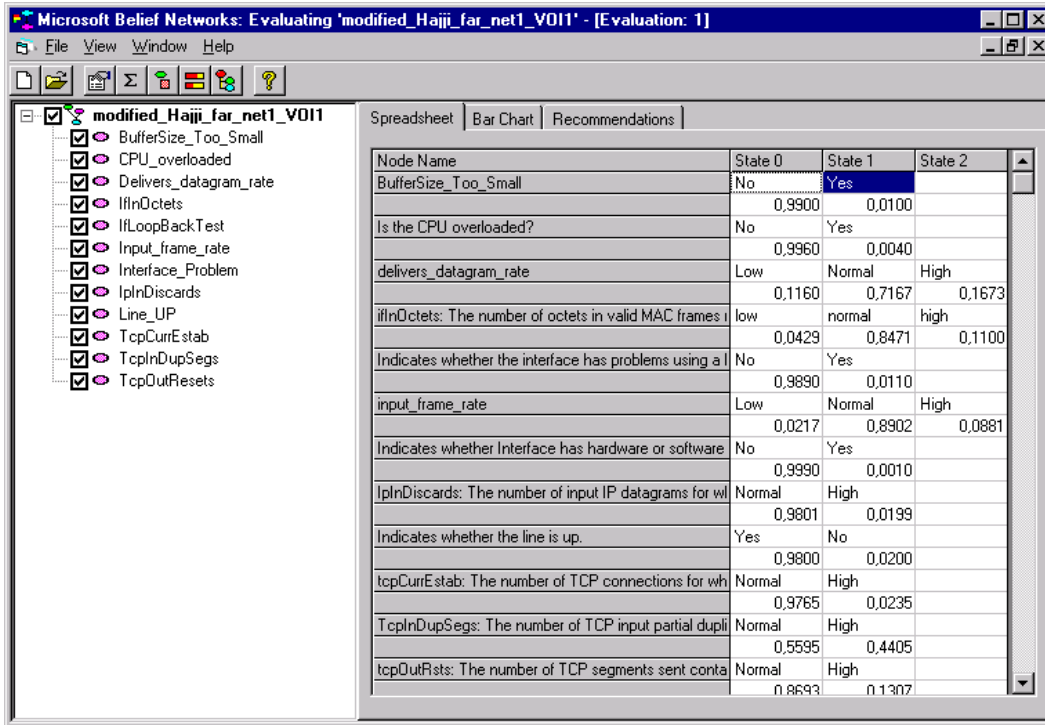 Microsoft Belief Networks: Evaluating 'modified_Hajji_far_net1_VOI1' - [Evaluation: 1]
File View Window Help
Spreadsheet Bar Chart Recommendations
modified_Hajji_far_net1_VOI1
BufferSize_Too_Small
CPU_overloaded
Delivers_datagram_rate
IfInOctets
IfLoopBackTest
Input_frame_rate
Interface_Problem
IpInDiscards
Line_UP
TcpCurrEstab
TcpInDupSegs
TcpOutResets
Node Name State 0 State 1 State 2
BufferSize_Too_Small No Yes
0,9900 0,0100
Is the CPU overloaded? No Yes
0,9960 0,0040
delivers_datagram_rate Low Normal High
0,1160 0,7167 0,1673
ifInOctets: The number of octets in valid MAC frames low normal high
0,0429 0,8471 0,1100
Indicates whether the interface has problems using a l No Yes
0,9890 0,0110
input_frame_rate Low Normal High
0,0217 0,8902 0,0881
Indicates whether Interface has hardware or software No Yes
0,9990 0,0010
IpInDiscards: The number of input IP datagrams for wl Normal High
0,9801 0,0199
Indicates whether the line is up. Yes No
0,9800 0,0200
tcpCurrEstab: The number of TCP connections for wh Normal High
0,9765 0,0235
TcpInDupSegs: The number of TCP input partial dupli Normal High
0,5595 0,4405
tcpOutRsts: The number of TCP segments sent conta Normal High
0,8693 0,1307